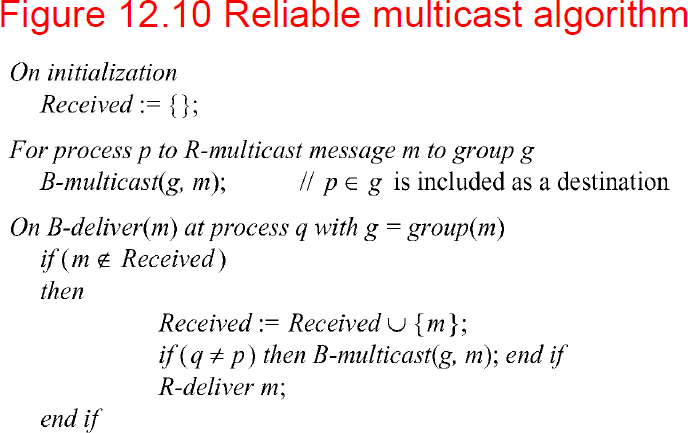 Figure 12.10 Reliable multicast algorithm
On initialization
Received := {};
For process p to R-multicast message m to group g
B-multicast(g, m); // p ∈ g is included as a destination
On B-deliver(m) at process q with g = group(m)
if (m ∉ Received)
then
Received := Received ∪ {m};
if (q ≠ p) then B-multicast(g, m); end if
R-deliver m;
end if